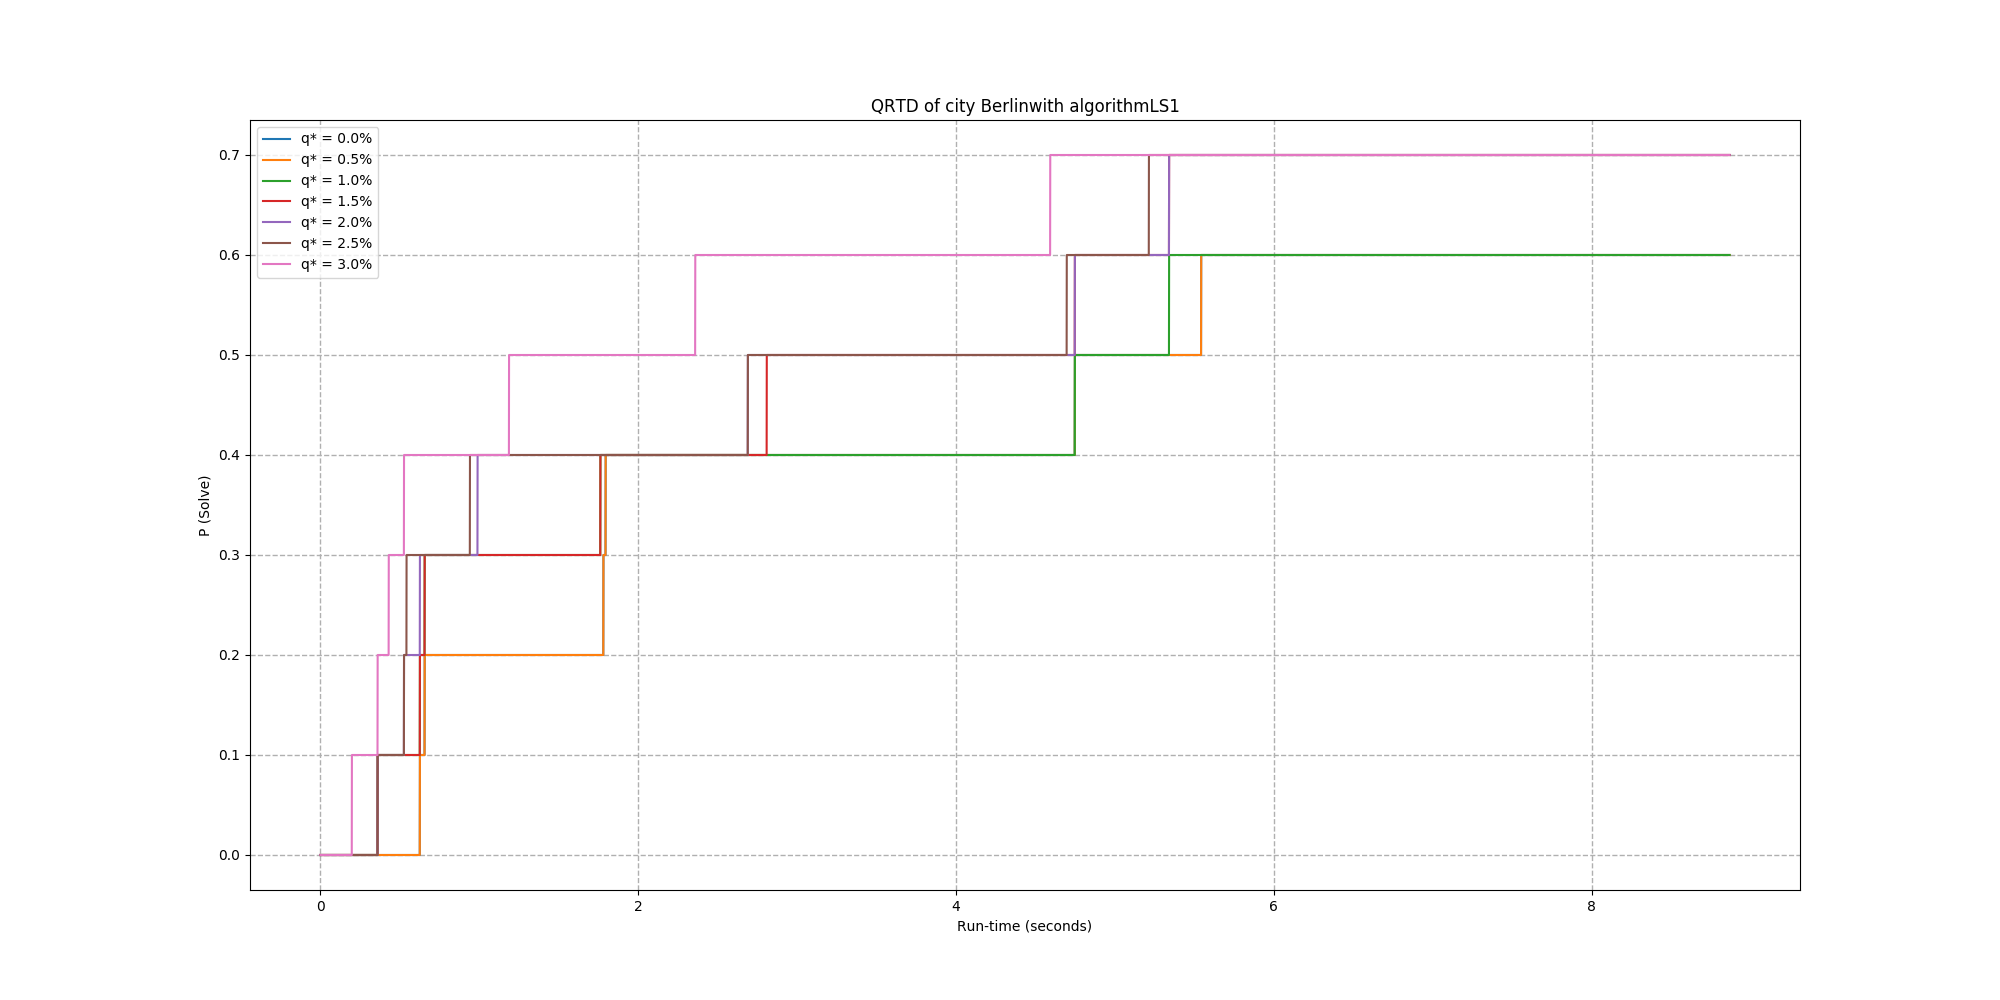 QRTD of city Berlinwith algorithmLS1
q* = 0.0%
q* = 0.5%
q* = 1.0%
q* = 1.5%
q* = 2.0%
q* = 2.5%
q* = 3.0%
0.7
0.6
0.5
0.4
0.3
0.2
0.1
0.0
P (Solve)
0 2 4 6 8
Run-time (seconds)